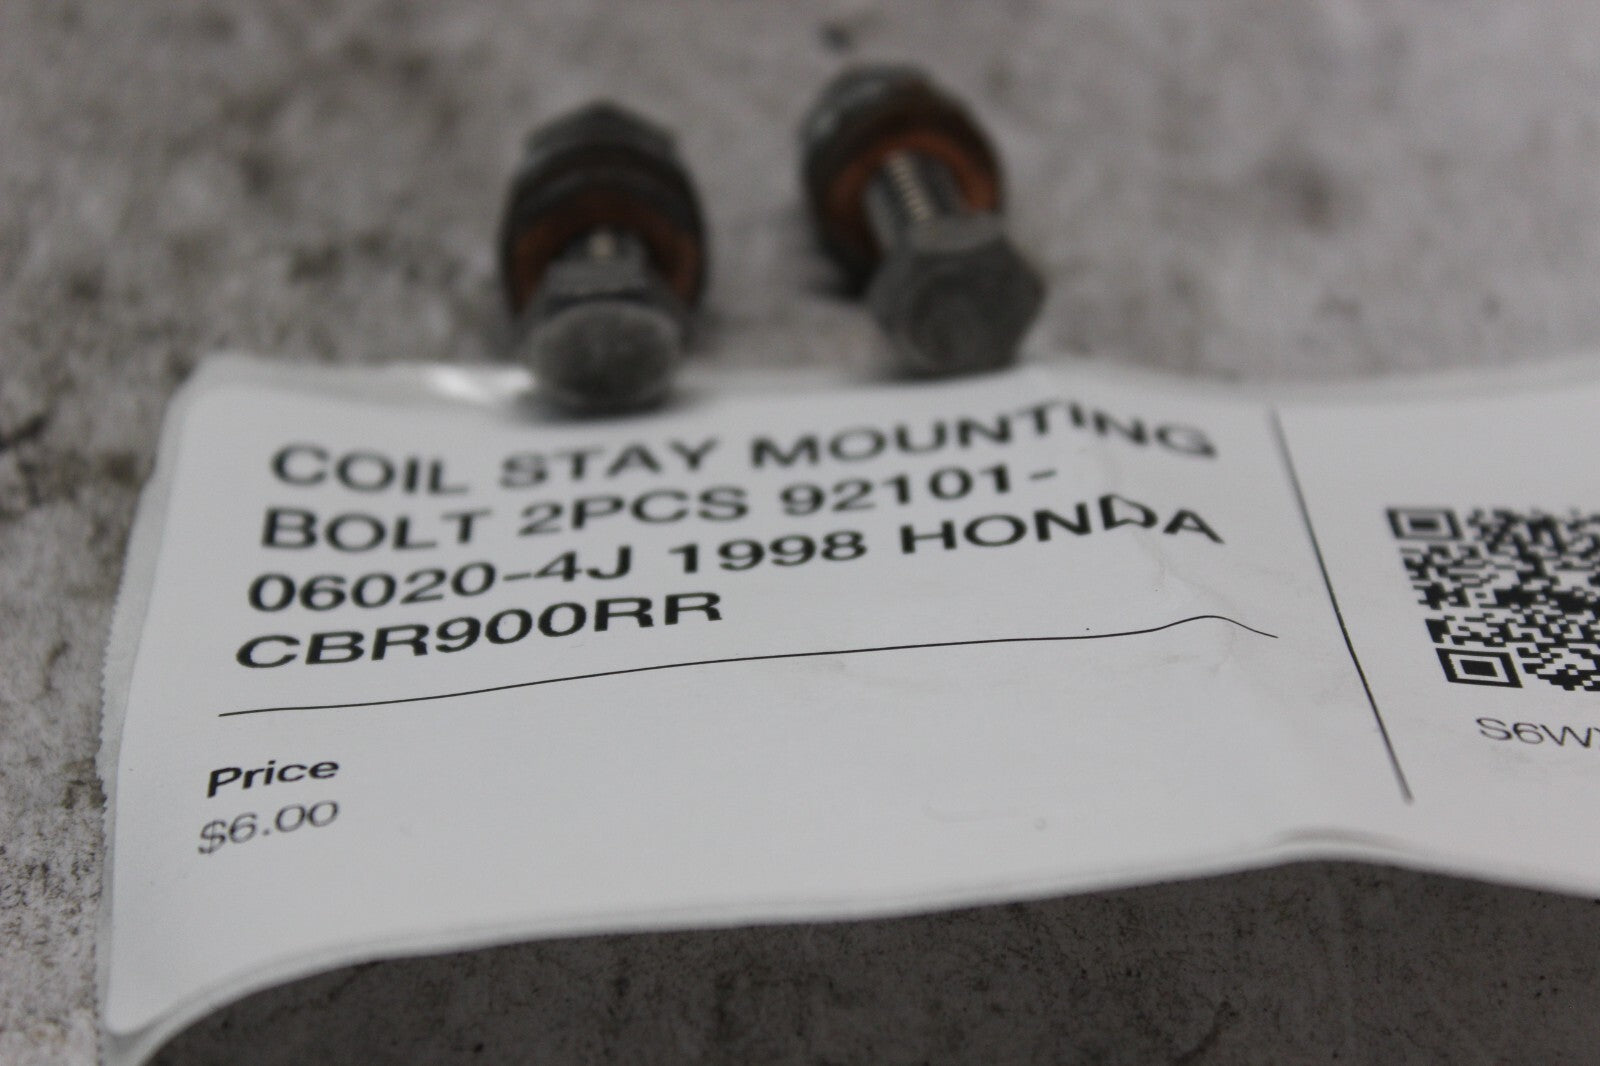 COIL STAY MOUNTING
BOLT 2PCS 92101-
06020-4J 1998 HONDA
CBR900RR
Price
$6.00